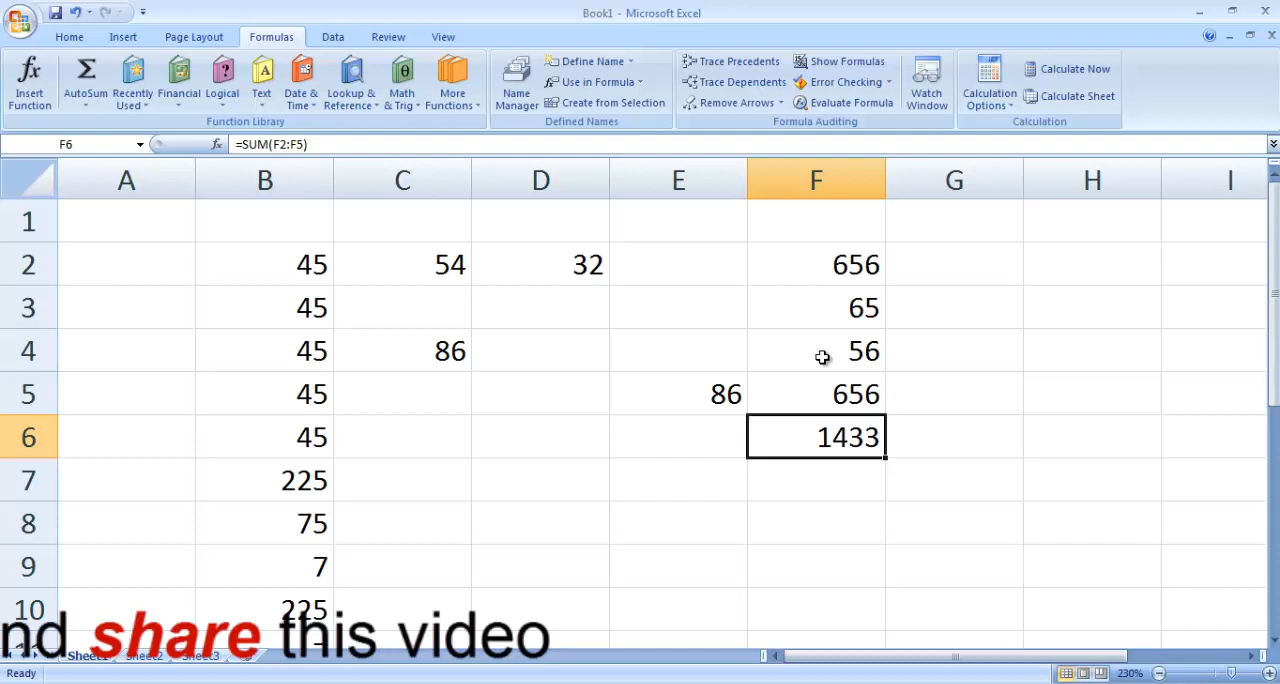 Book1 - Microsoft Excel
Home Insert Page Layout Formulas Data Review View
fx Insert Function
Σ AutoSum
Recently Used
Financial
Logical
? 
A Text
Date & Time
Lookup & Reference
θ Math & Trig
More Functions
Function Library
Name Manager
Define Name
Use in Formula
Create from Selection
Defined Names
Trace Precedents
Trace Dependents
Remove Arrows
Show Formulas
Error Checking
Evaluate Formula
Watch Window
Formula Auditing
Calculation Options
Calculate Now
Calculate Sheet
Calculation
F6 fx =SUM(F2:F5)
A B C D E F G H I
1
2 45 54 32 656
3 45 65
4 45 86 56
5 45 86 656
6 45 1433
7 225
8 75
9 7
10 225
nd share this video
Sheet1 Sheet2 Sheet3
Ready 230%